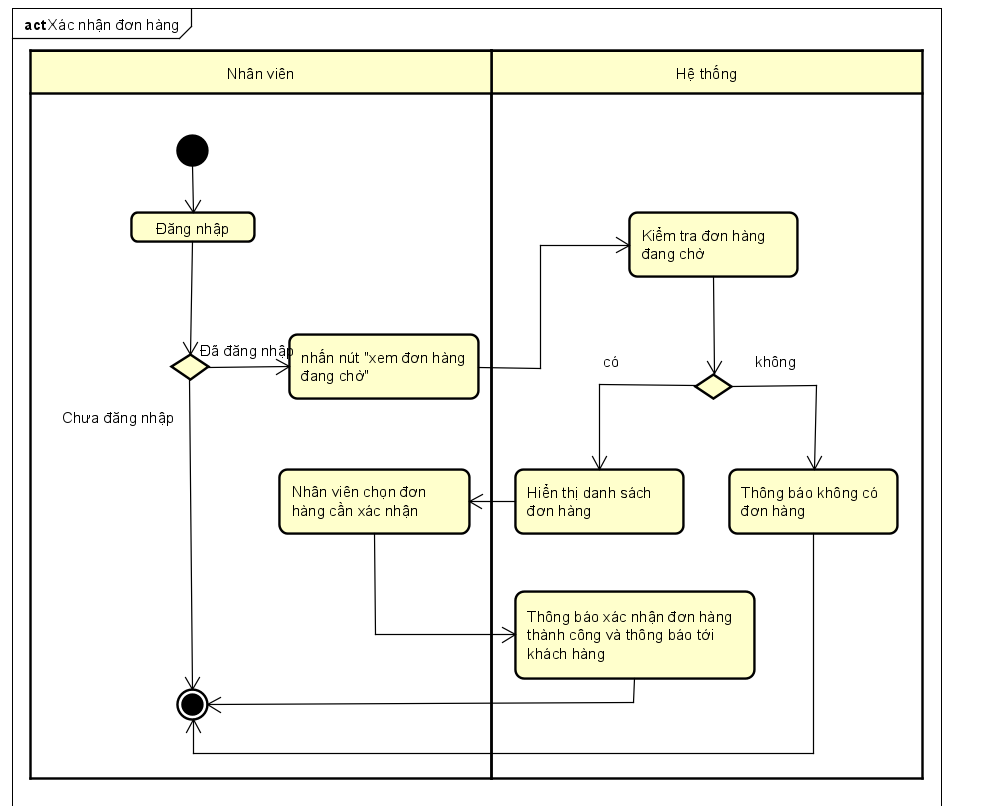 act Xác nhận đơn hàng
Nhân viên
Hệ thống
Đăng nhập
Kiểm tra đơn hàng
đang chờ
Đã đăng nhập
nhấn nút "xem đơn hàng
đang chờ"
có
không
Chưa đăng nhập
Nhân viên chọn đơn
hàng cần xác nhận
Hiển thị danh sách
đơn hàng
Thông báo không có
đơn hàng
Thông báo xác nhận đơn hàng
thành công và thông báo tới
khách hàng